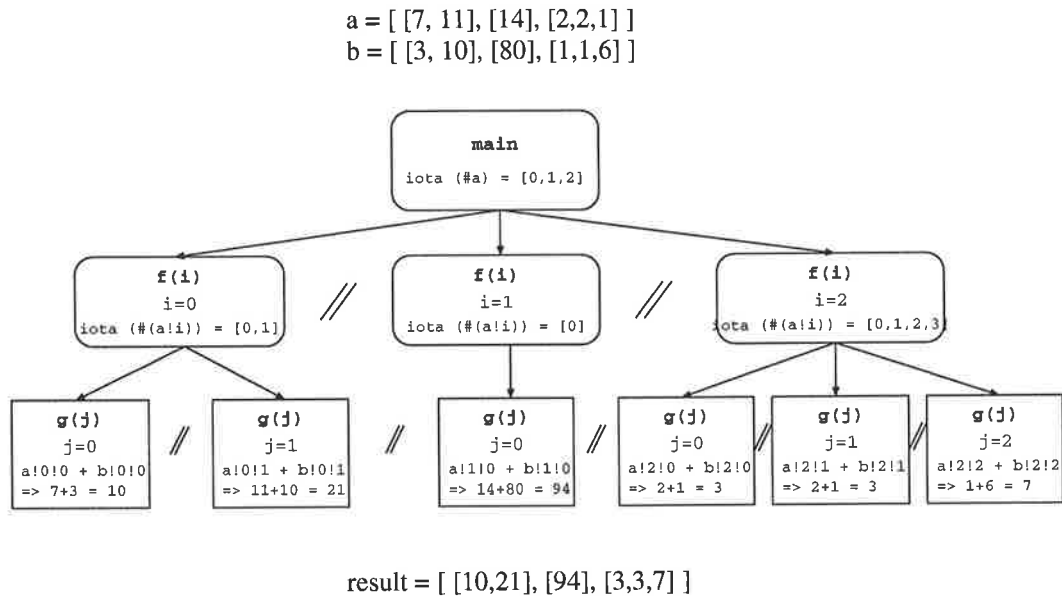 a = [ [7, 11], [14], [2,2,1] ]
b = [ [3, 10], [80], [1,1,6] ]
main
iota (#a) = [0,1,2]
f(i)
i=0
iota (#(a!i)) = [0,1]
//
f(i)
i=1
iota (#(a!i)) = [0]
//
f(i)
i=2
iota (#(a!i)) = [0,1,2,3]
g(j)
j=0
a!0!0 + b!0!0
=> 7+3 = 10
//
g(j)
j=1
a!0!1 + b!0!1
=> 11+10 = 21
//
g(j)
j=0
a!1!0 + b!1!0
=> 14+80 = 94
//
g(j)
j=0
a!2!0 + b!2!0
=> 2+1 = 3
//
g(j)
j=1
a!2!1 + b!2!1
=> 2+1 = 3
//
g(j)
j=2
a!2!2 + b!2!2
=> 1+6 = 7
result = [ [10,21], [94], [3,3,7] ]